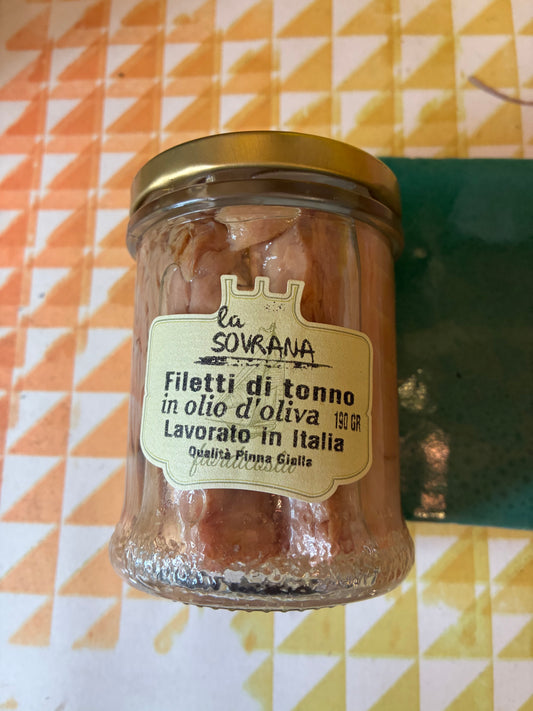 la
SOVRANA
Filetti di tonno
in olio d'oliva 190 GR
Lavorato in Italia
Qualità Pinna Gialla